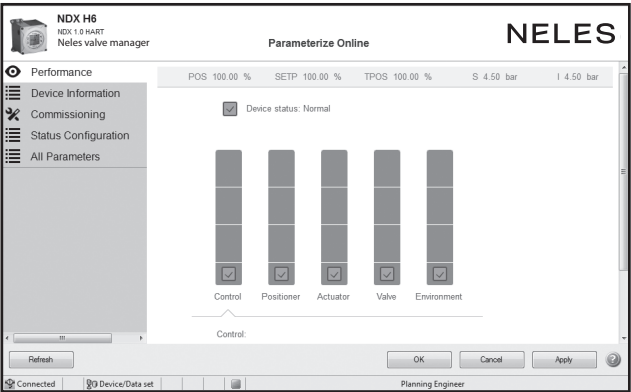 NDX H6
NDX 1.0 HART
Neles valve manager
Parameterize Online
NELES
Performance
Device Information
Commissioning
Status Configuration
All Parameters
POS 100.00 % SETP 100.00 % TPOS 100.00 % S 4.50 bar I 4.50 bar
Device status: Normal
Control Positioner Actuator Valve Environment
Control:
Refresh OK Cancel Apply ?
Connected Device/Data set Planning Engineer